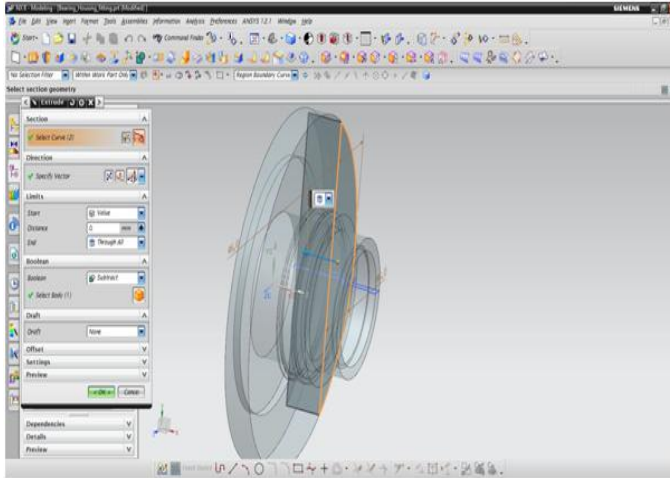 NX 8 - Modeling - [Bearing_Housing_fitting.prt (Modified)]
SIEMENS
File Edit View Insert Format Tools Assemblies Information Analysis Preferences ANSYS 12.1 Window Help
Start
Command Finder
No Selection Filter
Within Work Part Only
Region Boundary Curve
Select section geometry
Extrude
Section
Select Curve (2)
Direction
Specify Vector
Limits
Start
Value
Distance
0
mm
End
Through All
Boolean
Boolean
Subtract
Select Body (1)
Draft
Draft
None
Offset
Settings
Preview
< OK >
Cancel
Dependencies
Details
Preview